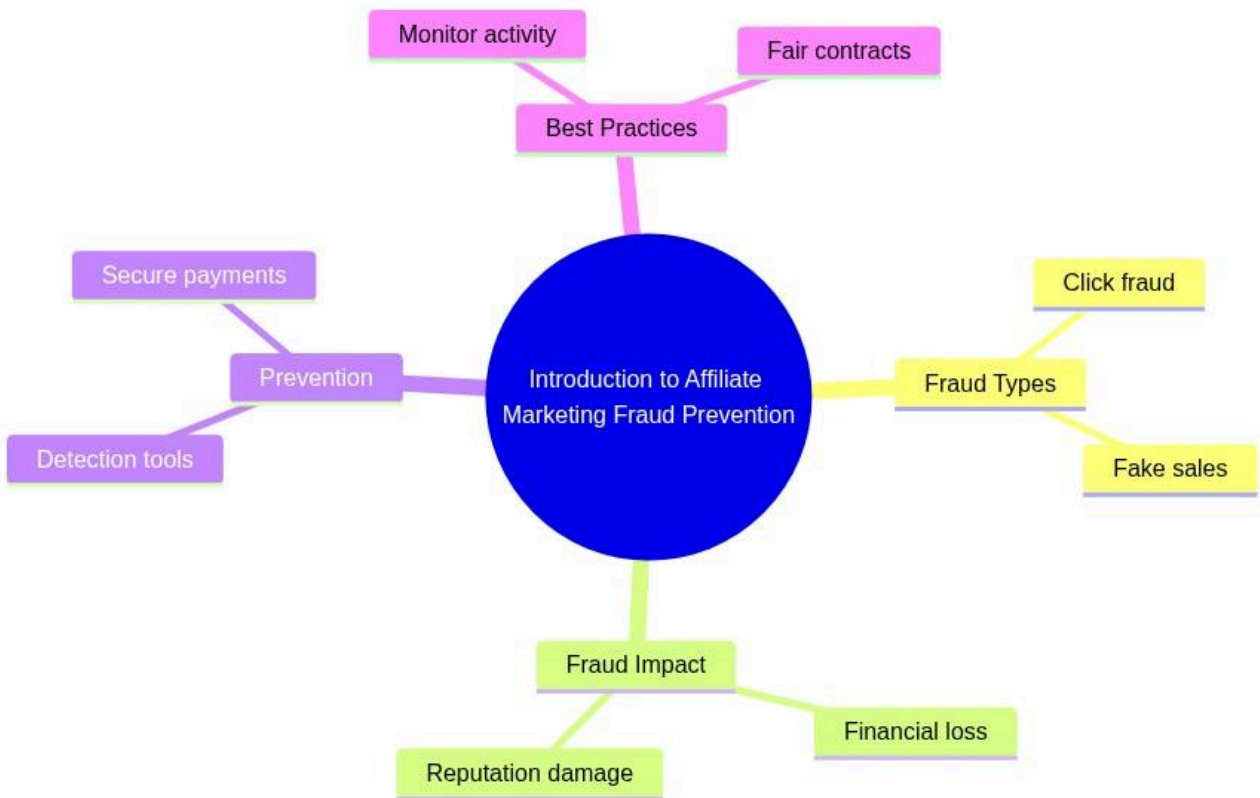 Monitor activity
Fair contracts
Best Practices
Secure payments
Prevention
Detection tools
Introduction to Affiliate
Marketing Fraud Prevention
Click fraud
Fraud Types
Fake sales
Fraud Impact
Financial loss
Reputation damage